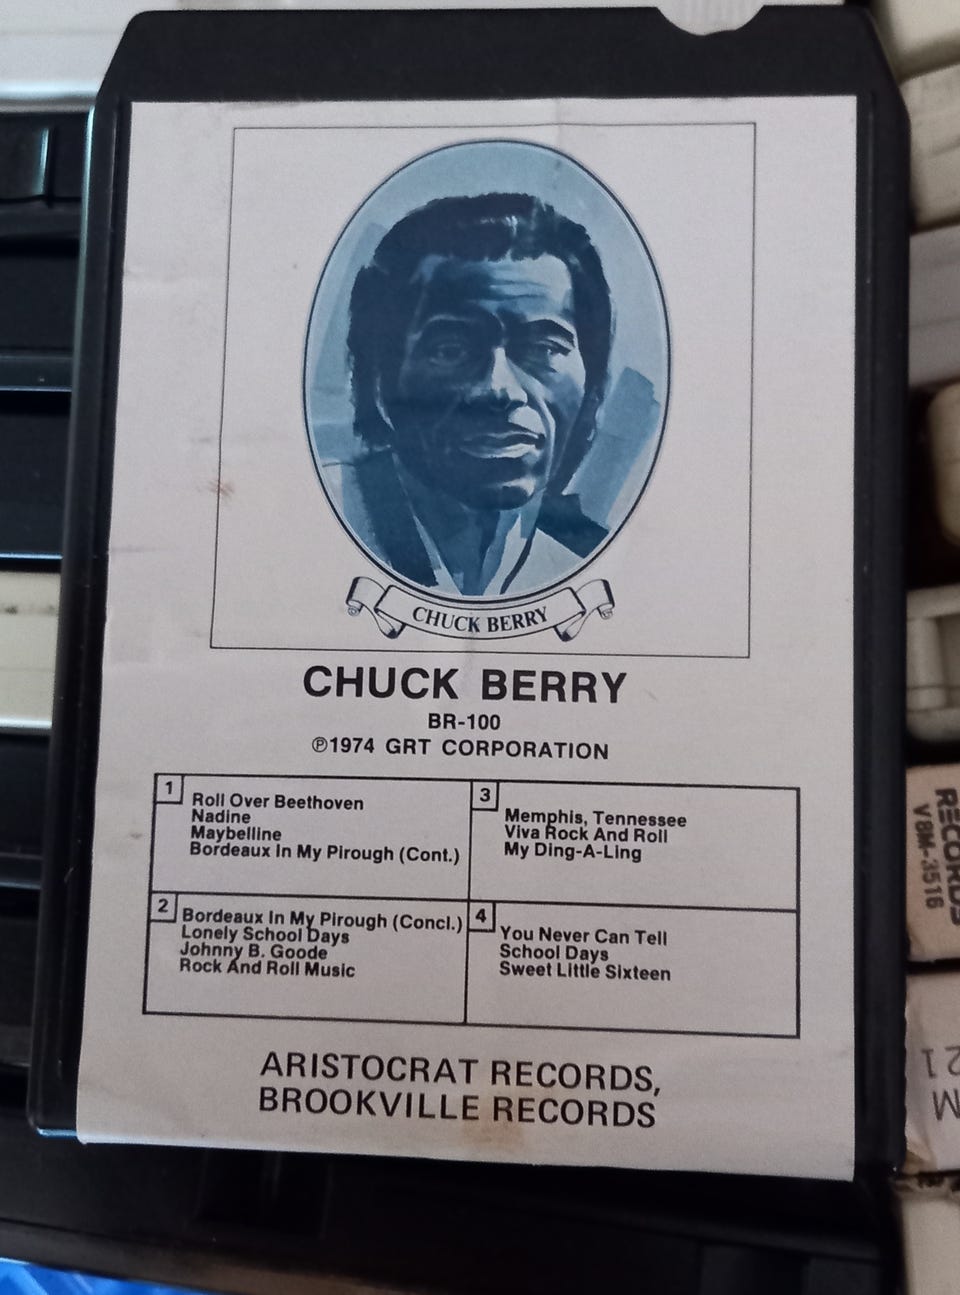 CHUCK BERRY
CHUCK BERRY
BR-100
℗1974 GRT CORPORATION
1
Roll Over Beethoven
Nadine
Maybelline
Bordeaux In My Pirough (Cont.)
2
Bordeaux In My Pirough (Concl.)
Lonely School Days
Johnny B. Goode
Rock And Roll Music
3
Memphis, Tennessee
Viva Rock And Roll
My Ding-A-Ling
4
You Never Can Tell
School Days
Sweet Little Sixteen
ARISTOCRAT RECORDS,
BROOKVILLE RECORDS
RECORDS
V8M-3516